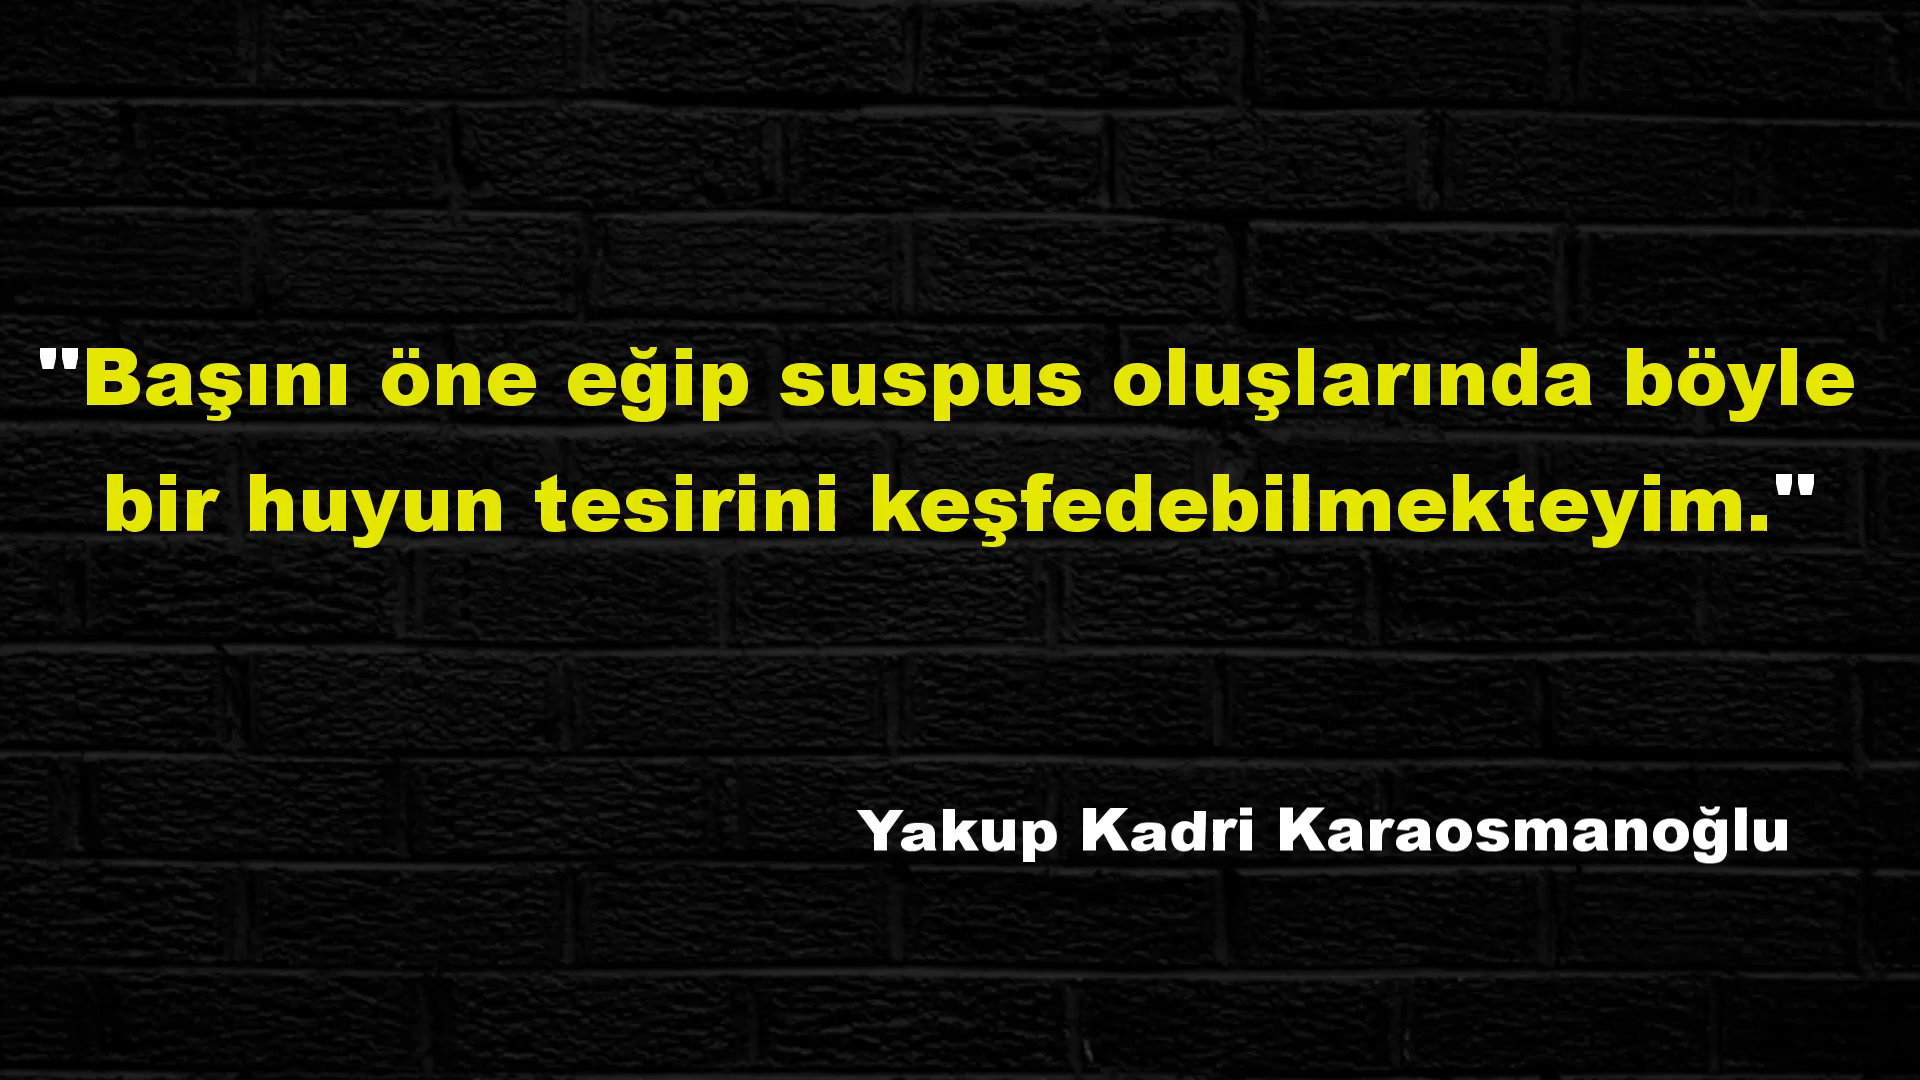 "Başını öne eğip suspus oluşlarında böyle
bir huyun tesirini keşfedebilmekteyim."
Yakup Kadri Karaosmanoğlu